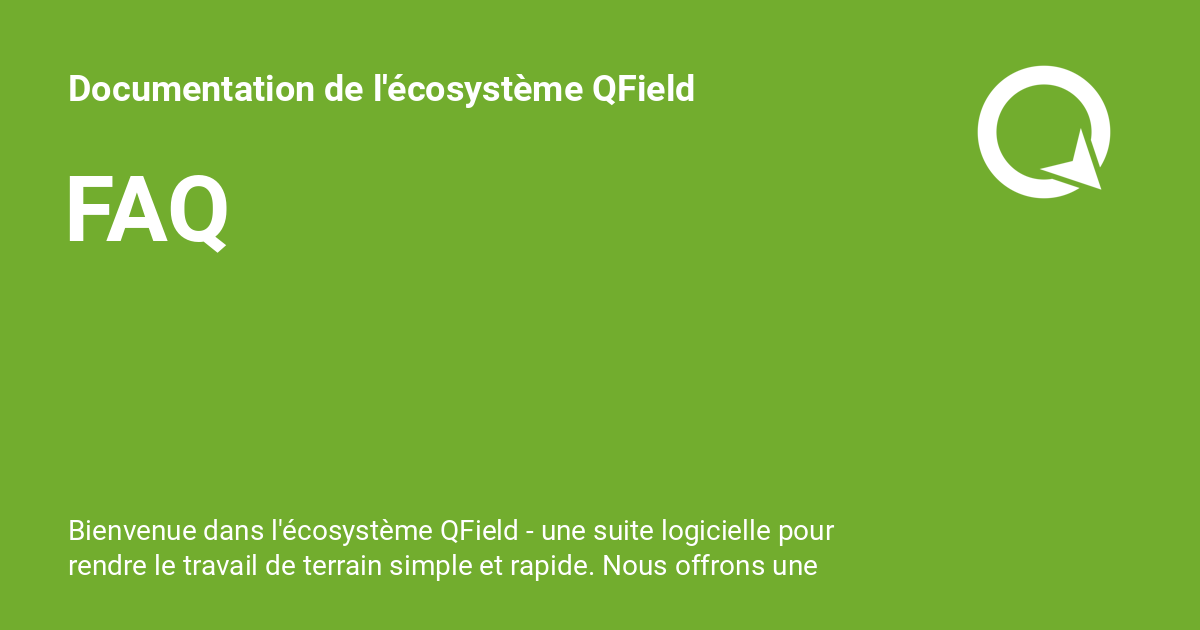 Documentation de l'écosystème QField
FAQ
Bienvenue dans l'écosystème QField - une suite logicielle pour
rendre le travail de terrain simple et rapide. Nous offrons une